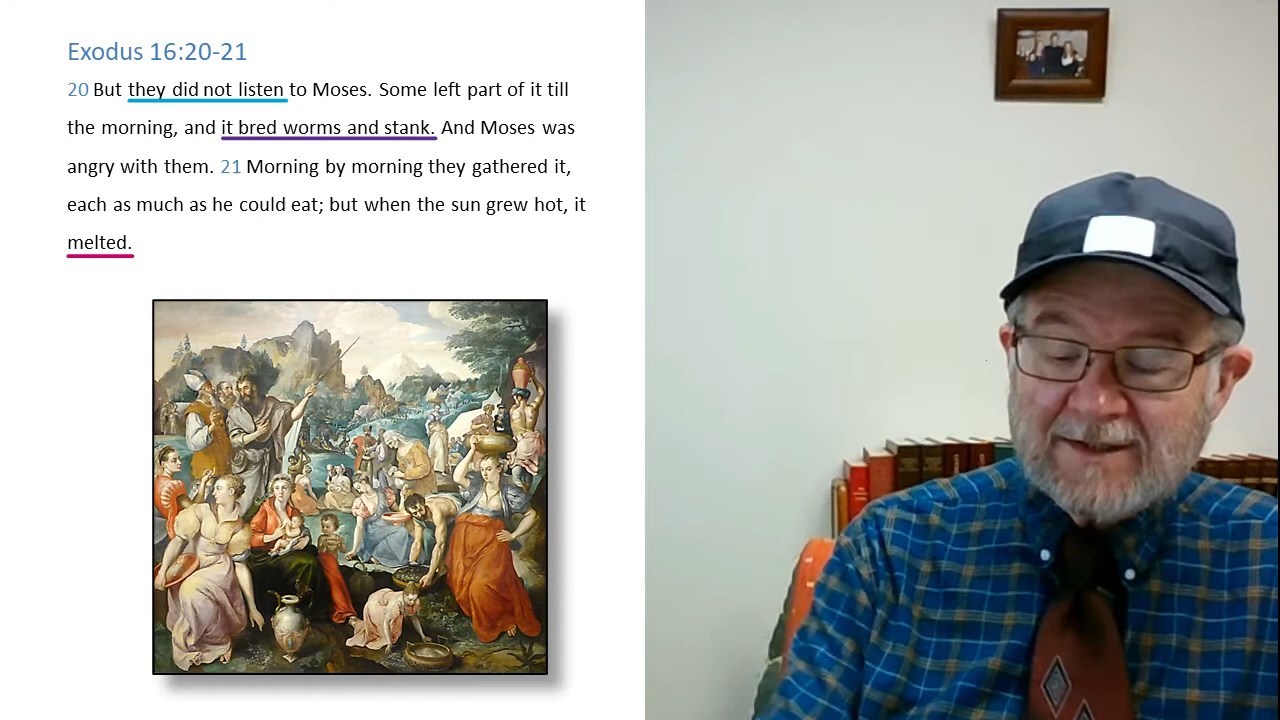 Exodus 16:20-21
20 But they did not listen to Moses. Some left part of it till
the morning, and it bred worms and stank. And Moses was
angry with them. 21 Morning by morning they gathered it,
each as much as he could eat; but when the sun grew hot, it
melted.